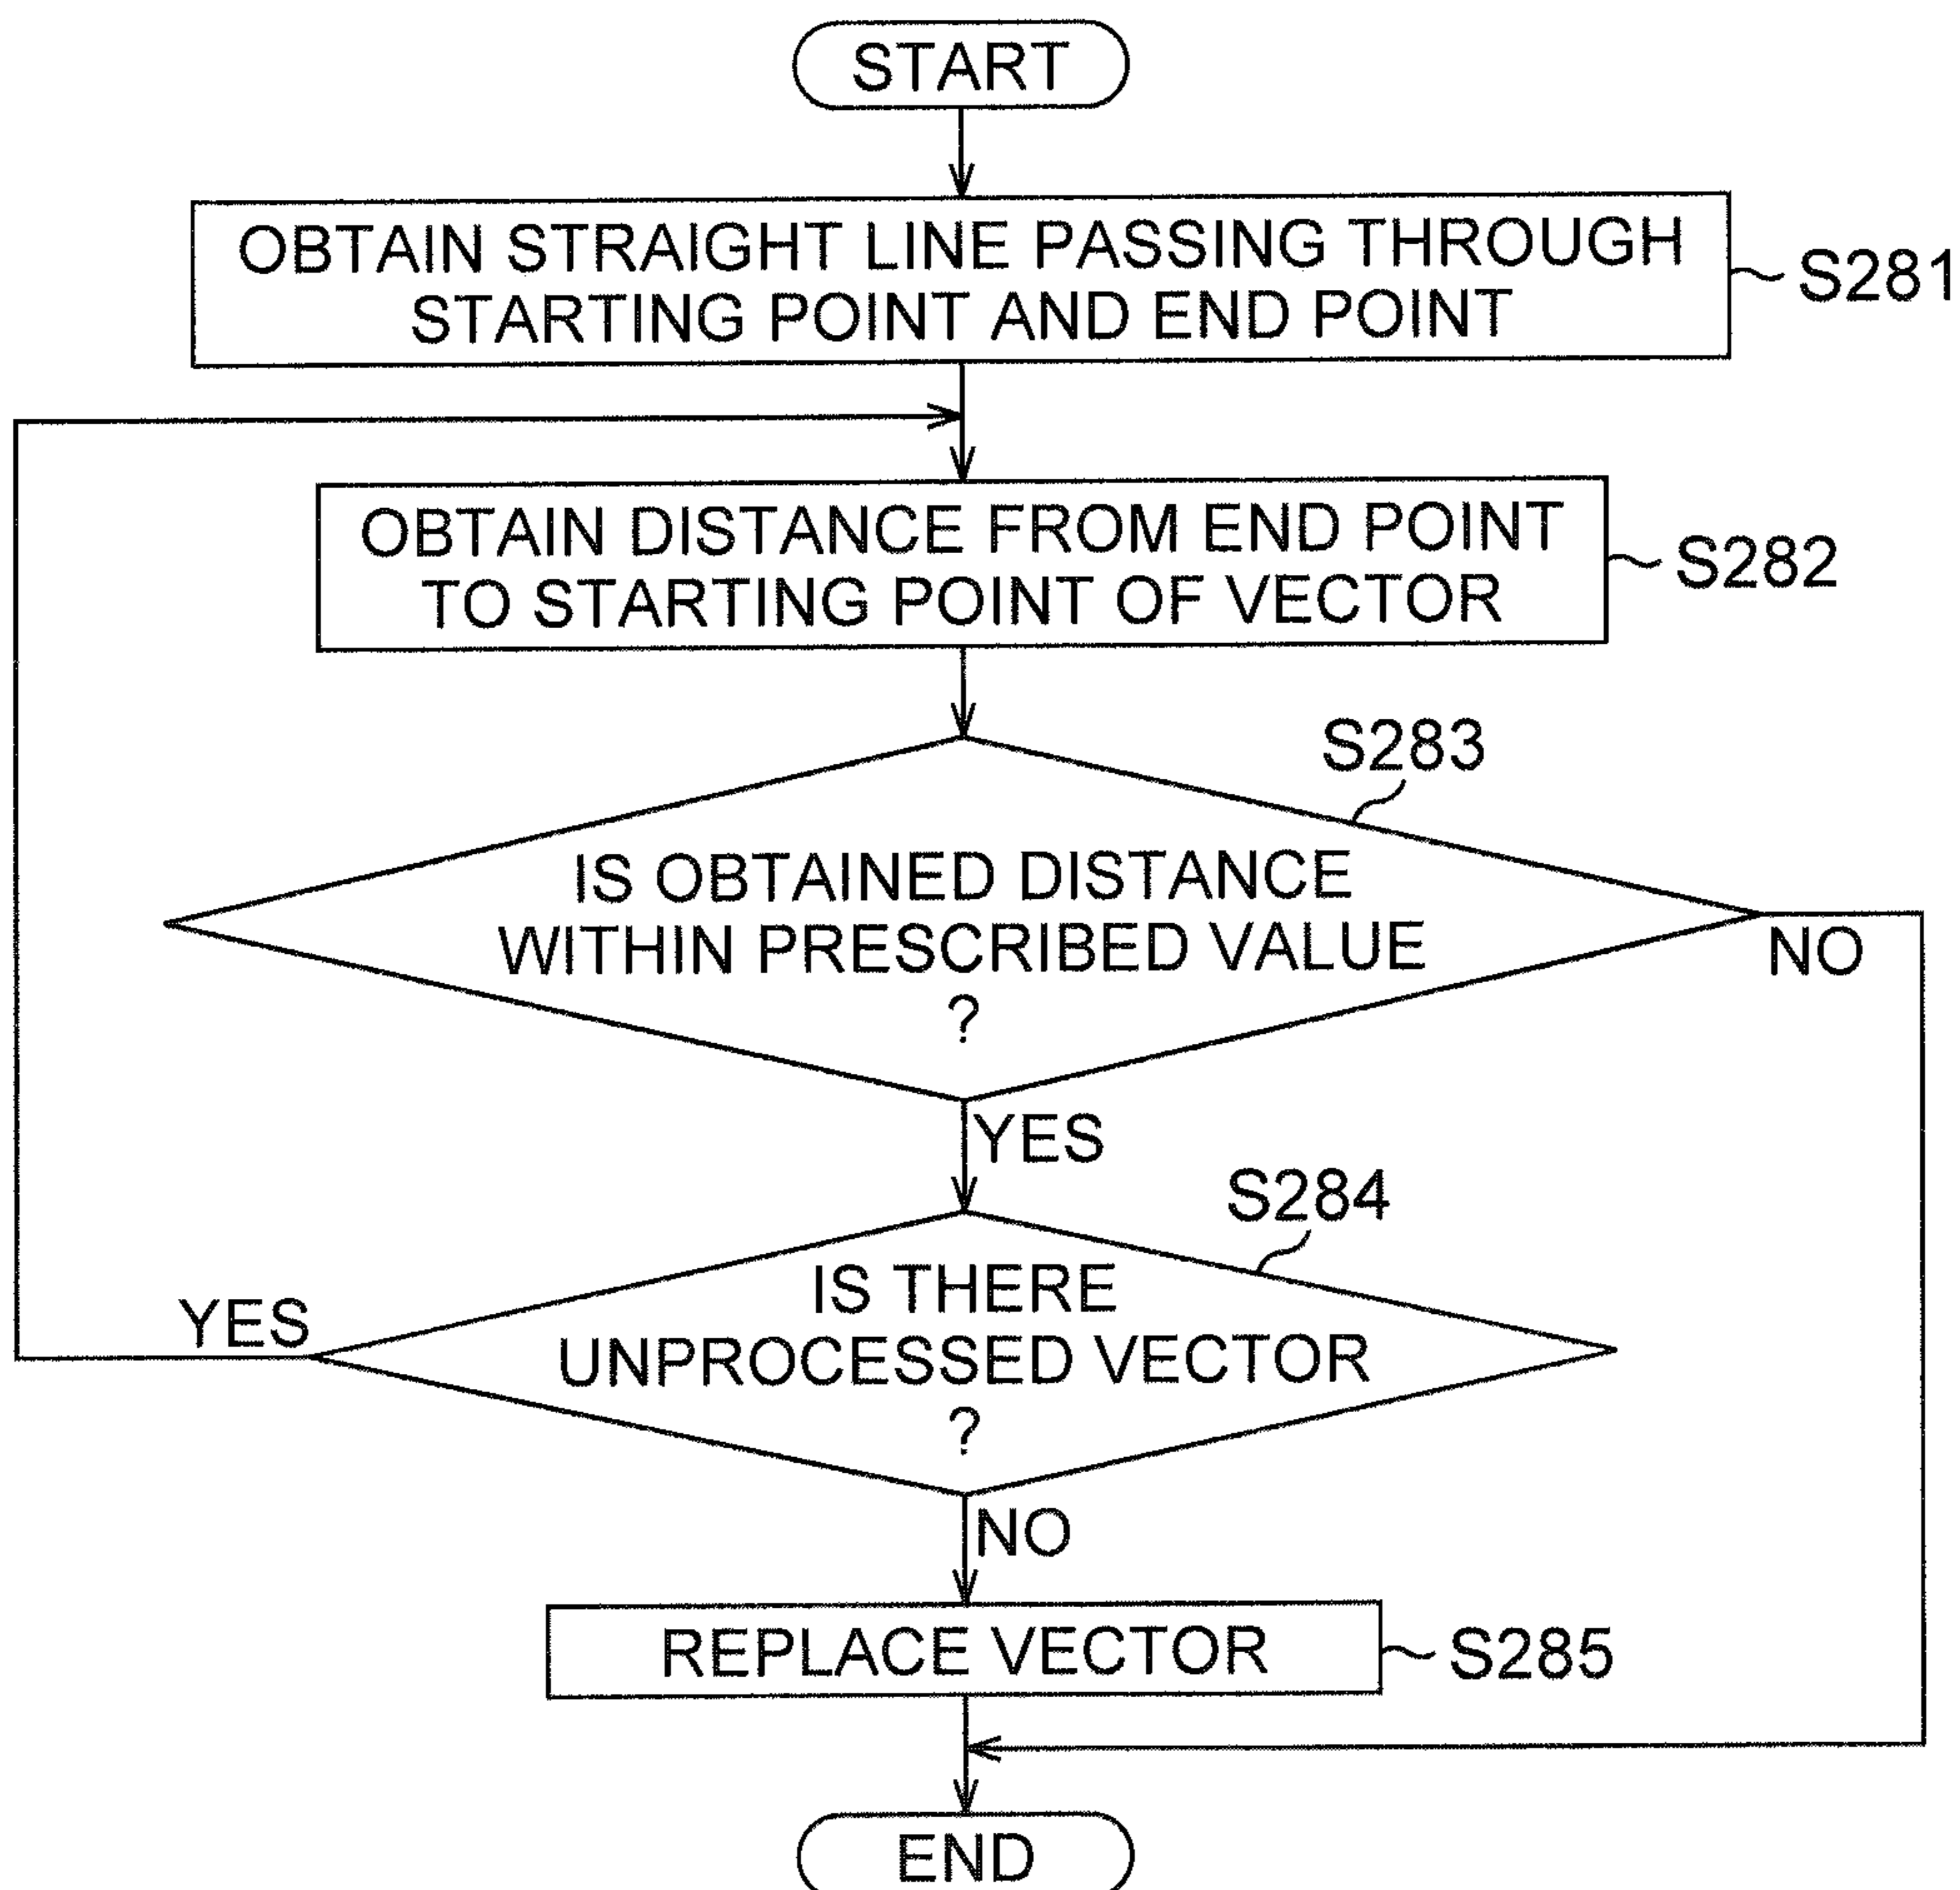 START
OBTAIN STRAIGHT LINE PASSING THROUGH
STARTING POINT AND END POINT
S281
OBTAIN DISTANCE FROM END POINT
TO STARTING POINT OF VECTOR
S282
S283
IS OBTAINED DISTANCE
WITHIN PRESCRIBED VALUE
?
NO
YES
S284
IS THERE
UNPROCESSED VECTOR
?
YES
NO
REPLACE VECTOR
S285
END